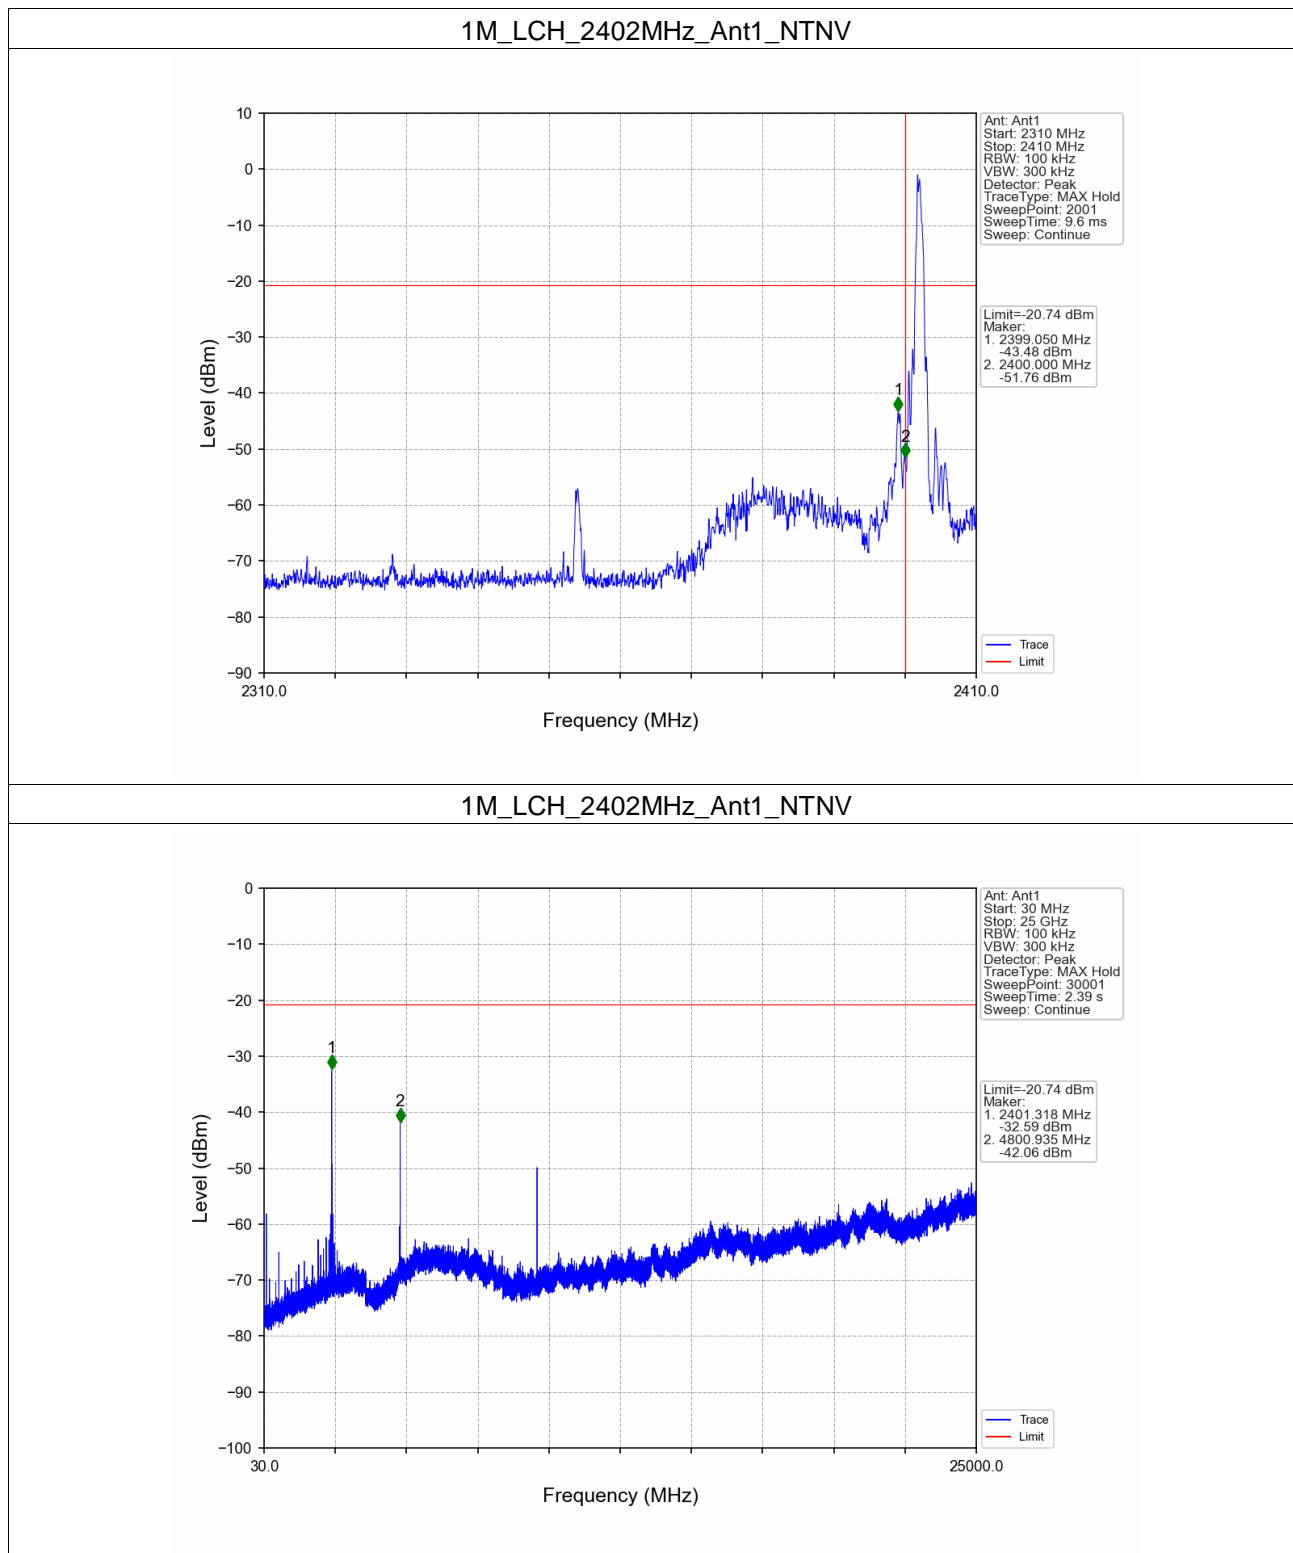 1M_LCH_2402MHz_Ant1_NTNV
10
0
−10
−20
−30
−40
−50
−60
−70
−80
−90
Level (dBm)
2310.0
2410.0
Frequency (MHz)
1
2
Ant: Ant1
Start: 2310 MHz
Stop: 2410 MHz
RBW: 100 kHz
VBW: 300 kHz
Detector: Peak
TraceType: MAX Hold
SweepPoint: 2001
SweepTime: 9.6 ms
Sweep: Continue
Limit=-20.74 dBm
Maker:
1. 2399.050 MHz
-43.48 dBm
2. 2400.000 MHz
-51.76 dBm
Trace
Limit
1M_LCH_2402MHz_Ant1_NTNV
0
−10
−20
−30
−40
−50
−60
−70
−80
−90
−100
Level (dBm)
30.0
25000.0
Frequency (MHz)
1
2
Ant: Ant1
Start: 30 MHz
Stop: 25 GHz
RBW: 100 kHz
VBW: 300 kHz
Detector: Peak
TraceType: MAX Hold
SweepPoint: 30001
SweepTime: 2.39 s
Sweep: Continue
Limit=-20.74 dBm
Maker:
1. 2401.318 MHz
-32.59 dBm
2. 4800.935 MHz
-42.06 dBm
Trace
Limit